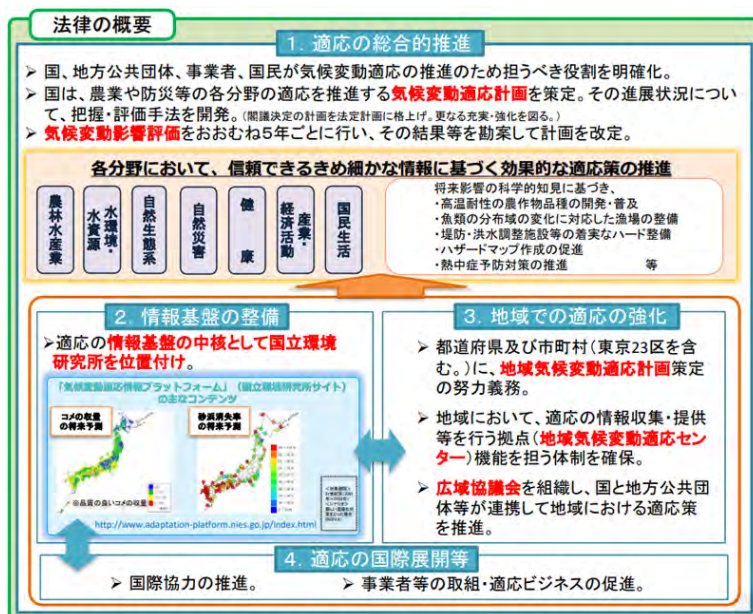 法律の概要
1. 適応の総合的推進
➢ 国、地方公共団体、事業者、国民が気候変動適応の推進のため担うべき役割を明確化。
➢ 国は、農業や防災等の各分野の適応を推進する気候変動適応計画を策定。その進展状況につい
て、把握・評価手法を開発。(閣議決定の計画を法定計画に格上げ。更なる充実・強化を図る。)
➢ 気候変動影響評価をおおむね5年ごとに行い、その結果等を勘案して計画を改定。
各分野において、信頼できるきめ細かな情報に基づく効果的な適応策の推進
農林水産業
水環境・
水資源
自然生態系
自然災害
健康
産業・
経済活動
国民生活
将来影響の科学的知見に基づき、
・高温耐性の農作物品種の開発・普及
・魚類の分布域の変化に対応した漁場の整備
・堤防・洪水調整施設等の着実なハード整備
・ハザードマップ作成の促進
・熱中症予防対策の推進 等
2. 情報基盤の整備
➢適応の情報基盤の中核として国立環境
研究所を位置付け。
「気候変動適応情報プラットフォーム」(国立環境研究所サイト)
の主なコンテンツ
コメの収量
の将来予測
砂浜消失率
の将来予測
※品質の良いコメの収量
http://www.adaptation-platform.nies.go.jp/index.html
3. 地域での適応の強化
➢ 都道府県及び市町村(東京23区を含
む。)に、地域気候変動適応計画策定
の努力義務。
➢ 地域において、適応の情報収集・提供
等を行う拠点(地域気候変動適応セン
ター)機能を担う体制を確保。
➢ 広域協議会を組織し、国と地方公共団
体等が連携して地域における適応策
を推進。
4. 適応の国際展開等
➢ 国際協力の推進。
➢ 事業者等の取組・適応ビジネスの促進。